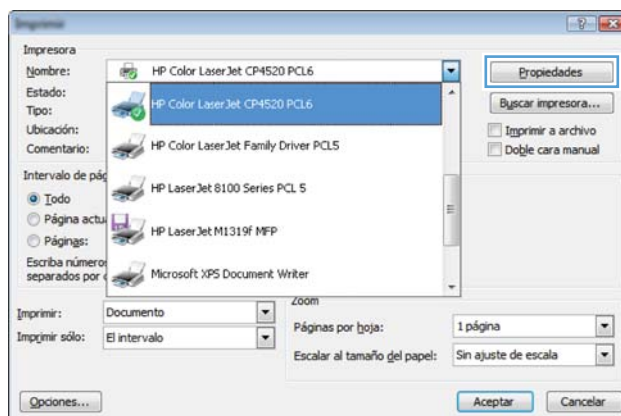 Imprimir
Impresora
Nombre: HP Color LaserJet CP4520 PCL6 Propiedades
Estado: HP Color LaserJet CP4520 PCL6 Buscar impresora...
Tipo:
Ubicación: HP Color LaserJet Family Driver PCL5 Imprimir a archivo
Comentario: Doble cara manual
Intervalo de pág
HP LaserJet 8100 Series PCL 5
Todo
Página actu HP LaserJet M1319f MFP
Páginas:
Escriba número
separados por Microsoft XPS Document Writer
Zoom
Imprimir: Documento
Páginas por hoja: 1 página
Imprimir sólo: El intervalo
Escalar al tamaño del papel: Sin ajuste de escala
Opciones... Aceptar Cancelar